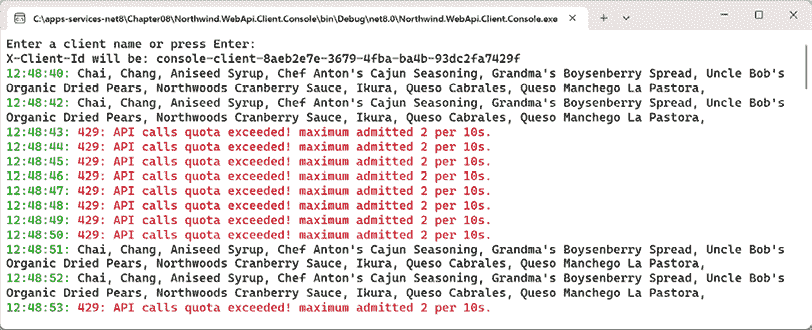 C:\apps-services-net8\Chapter08\Northwind.WebApi.Client.Console\bin\Debug\net8.0\Northwind.WebApi.Client.Console.exe
Enter a client name or press Enter:
X-Client-Id will be: console-client-8aeb2e7e-3679-4fba-ba4b-93dc2fa7429f
12:48:40: Chai, Chang, Aniseed Syrup, Chef Anton's Cajun Seasoning, Grandma's Boysenberry Spread, Uncle Bob's
Organic Dried Pears, Northwoods Cranberry Sauce, Ikura, Queso Cabrales, Queso Manchego La Pastora,
12:48:42: Chai, Chang, Aniseed Syrup, Chef Anton's Cajun Seasoning, Grandma's Boysenberry Spread, Uncle Bob's
Organic Dried Pears, Northwoods Cranberry Sauce, Ikura, Queso Cabrales, Queso Manchego La Pastora,
12:48:43: 429: API calls quota exceeded! maximum admitted 2 per 10s.
12:48:44: 429: API calls quota exceeded! maximum admitted 2 per 10s.
12:48:45: 429: API calls quota exceeded! maximum admitted 2 per 10s.
12:48:46: 429: API calls quota exceeded! maximum admitted 2 per 10s.
12:48:47: 429: API calls quota exceeded! maximum admitted 2 per 10s.
12:48:48: 429: API calls quota exceeded! maximum admitted 2 per 10s.
12:48:49: 429: API calls quota exceeded! maximum admitted 2 per 10s.
12:48:50: 429: API calls quota exceeded! maximum admitted 2 per 10s.
12:48:51: Chai, Chang, Aniseed Syrup, Chef Anton's Cajun Seasoning, Grandma's Boysenberry Spread, Uncle Bob's
Organic Dried Pears, Northwoods Cranberry Sauce, Ikura, Queso Cabrales, Queso Manchego La Pastora,
12:48:52: Chai, Chang, Aniseed Syrup, Chef Anton's Cajun Seasoning, Grandma's Boysenberry Spread, Uncle Bob's
Organic Dried Pears, Northwoods Cranberry Sauce, Ikura, Queso Cabrales, Queso Manchego La Pastora,
12:48:53: 429: API calls quota exceeded! maximum admitted 2 per 10s.